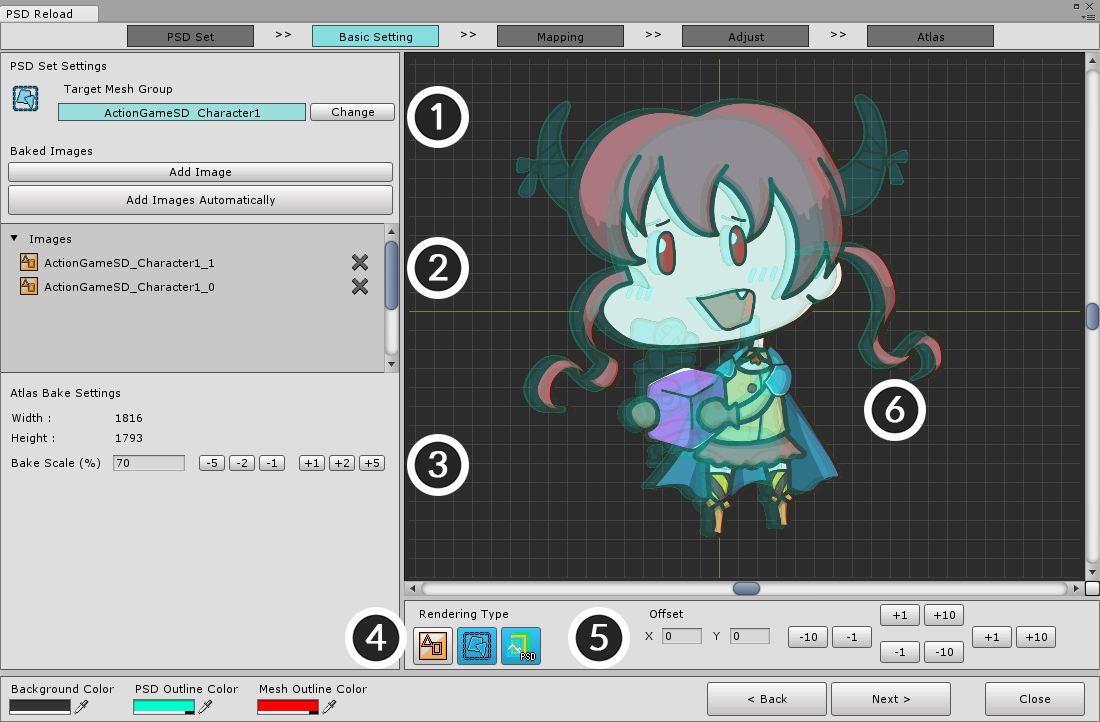 PSD Reload
PSD Set >> Basic Setting >> Mapping >> Adjust >> Atlas
PSD Set Settings
Target Mesh Group
ActionGameSD_Character1 Change
Baked Images
Add Image
Add Images Automatically
Images
ActionGameSD_Character1_1
ActionGameSD_Character1_0
Atlas Bake Settings
Width : 1816
Height : 1793
Bake Scale (%) 70 -5 -2 -1 +1 +2 +5
1
2
3
6
4
Rendering Type
PSD
5
Offset
X 0 Y 0
-10 -1
+1 +10
-1 -10
+1 +10
Background Color PSD Outline Color Mesh Outline Color
< Back Next > Close